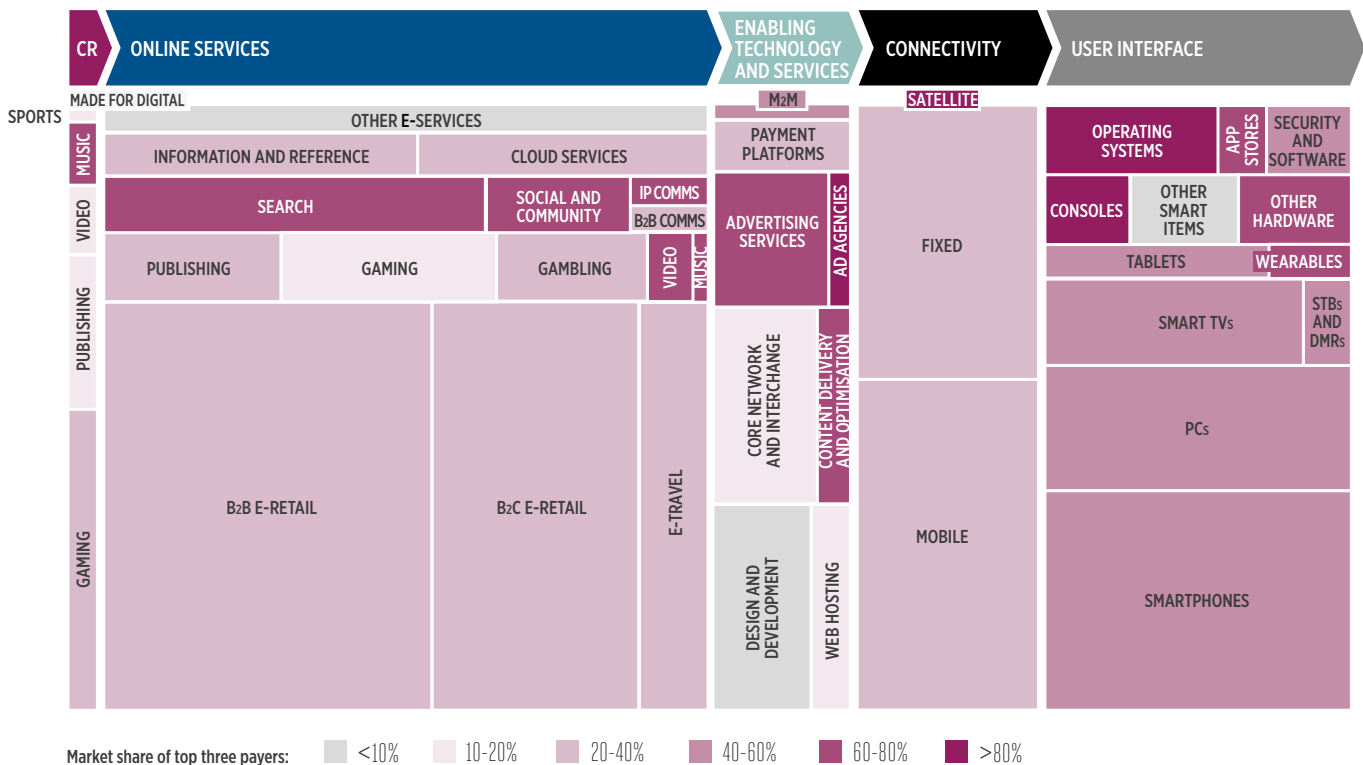 CR
ONLINE SERVICES
ENABLING
TECHNOLOGY
AND SERVICES
CONNECTIVITY
USER INTERFACE
MADE FOR DIGITAL
SPORTS
MUSIC
VIDEO
PUBLISHING
GAMING
OTHER E-SERVICES
INFORMATION AND REFERENCE
CLOUD SERVICES
SEARCH
SOCIAL AND
COMMUNITY
IP COMMS
B2B COMMS
PUBLISHING
GAMING
GAMBLING
VIDEO
MUSIC
B2B E-RETAIL
B2C E-RETAIL
E-TRAVEL
M2M
PAYMENT
PLATFORMS
ADVERTISING
SERVICES
AD AGENCIES
CORE NETWORK
AND INTERCHANGE
CONTENT DELIVERY
AND OPTIMISATION
DESIGN AND
DEVELOPMENT
WEB HOSTING
SATELLITE
FIXED
MOBILE
OPERATING
SYSTEMS
APP
STORES
SECURITY
AND
SOFTWARE
CONSOLES
OTHER
SMART
ITEMS
OTHER
HARDWARE
TABLETS
WEARABLES
SMART TVs
STBs
AND
DMRs
PCs
SMARTPHONES
Market share of top three payers:
<10%
10-20%
20-40%
40-60%
60-80%
>80%